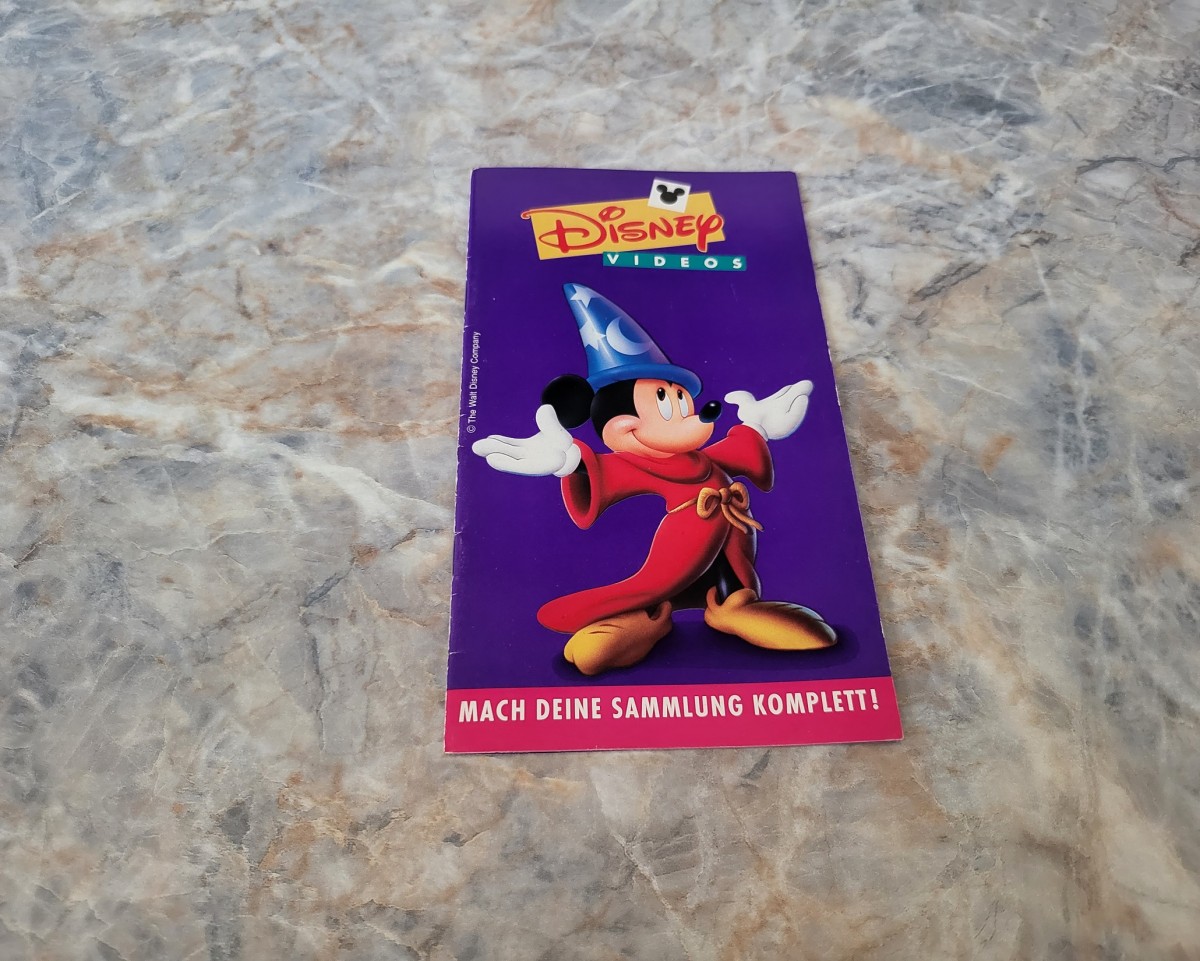 Disney
VIDEOS
© The Walt Disney Company
MACH DEINE SAMMLUNG KOMPLETT!